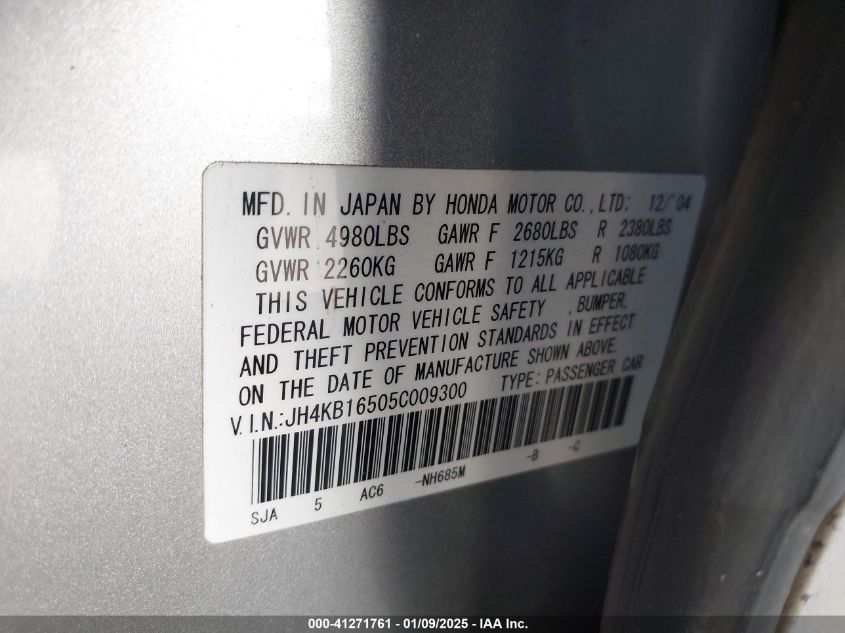 MFD. IN JAPAN BY HONDA MOTOR CO.,LTD: 12/'04
GVWR 4980LBS GAWR F 2680LBS R 2380LBS
GVWR 2260KG GAWR F 1215KG R 1080KG
THIS VEHICLE CONFORMS TO ALL APPLICABLE
FEDERAL MOTOR VEHICLE SAFETY ,BUMPER,
AND THEFT PREVENTION STANDARDS IN EFFECT
ON THE DATE OF MANUFACTURE SHOWN ABOVE.
V.I.N.:JH4KB16505C009300 TYPE: PASSENGER CAR
SJA 5 AC6 -NH685M -B -C
000-41271761 - 01/09/2025 - IAA Inc.